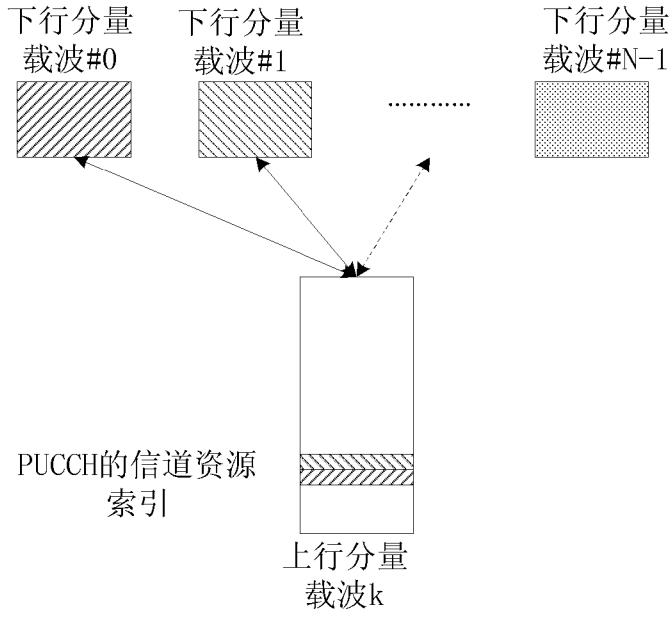 下行分量
载波#0
下行分量
载波#1
下行分量
载波#N-1
PUCCH的信道资源
索引
上行分量
载波k